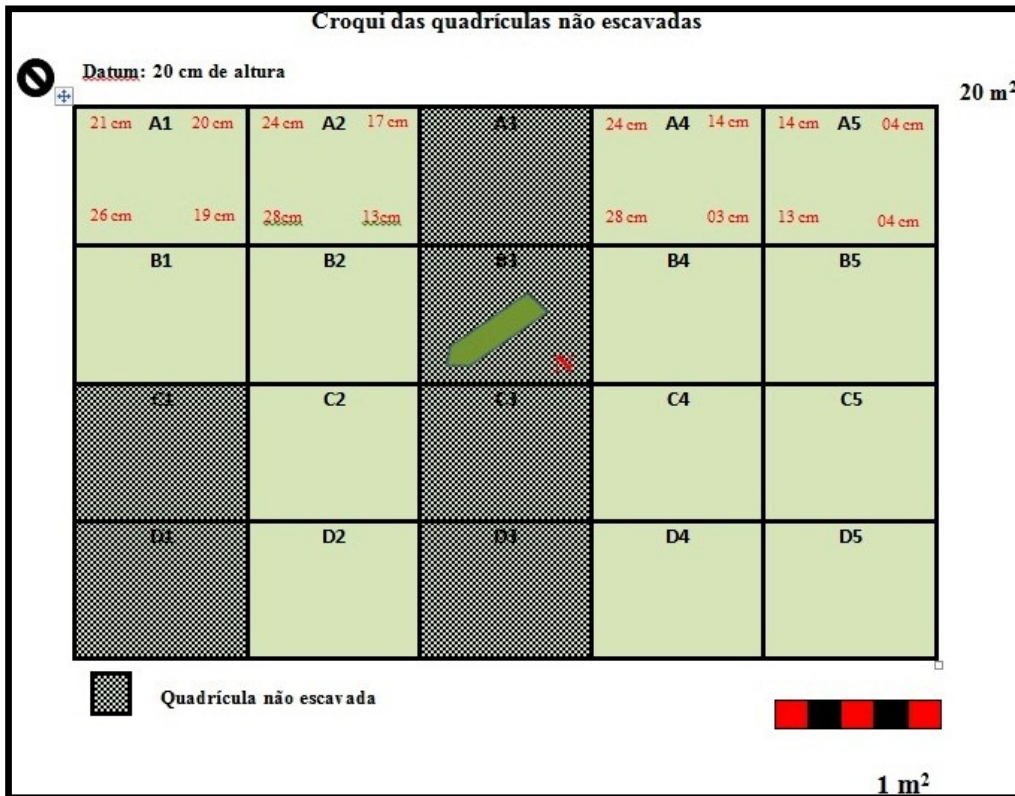 Croqui das quadrículas não escavadas
Datum: 20 cm de altura
20 m²
21 cm A1 20 cm 24 cm A2 17 cm A3 24 cm A4 14 cm 14 cm A5 04 cm
26 cm 19 cm 28cm 13cm 28 cm 03 cm 13 cm 04 cm
B1 B2 B3 B4 B5
N
C1 C2 C3 C4 C5
D1 D2 D3 D4 D5
Quadrícula não escavada
1 m²